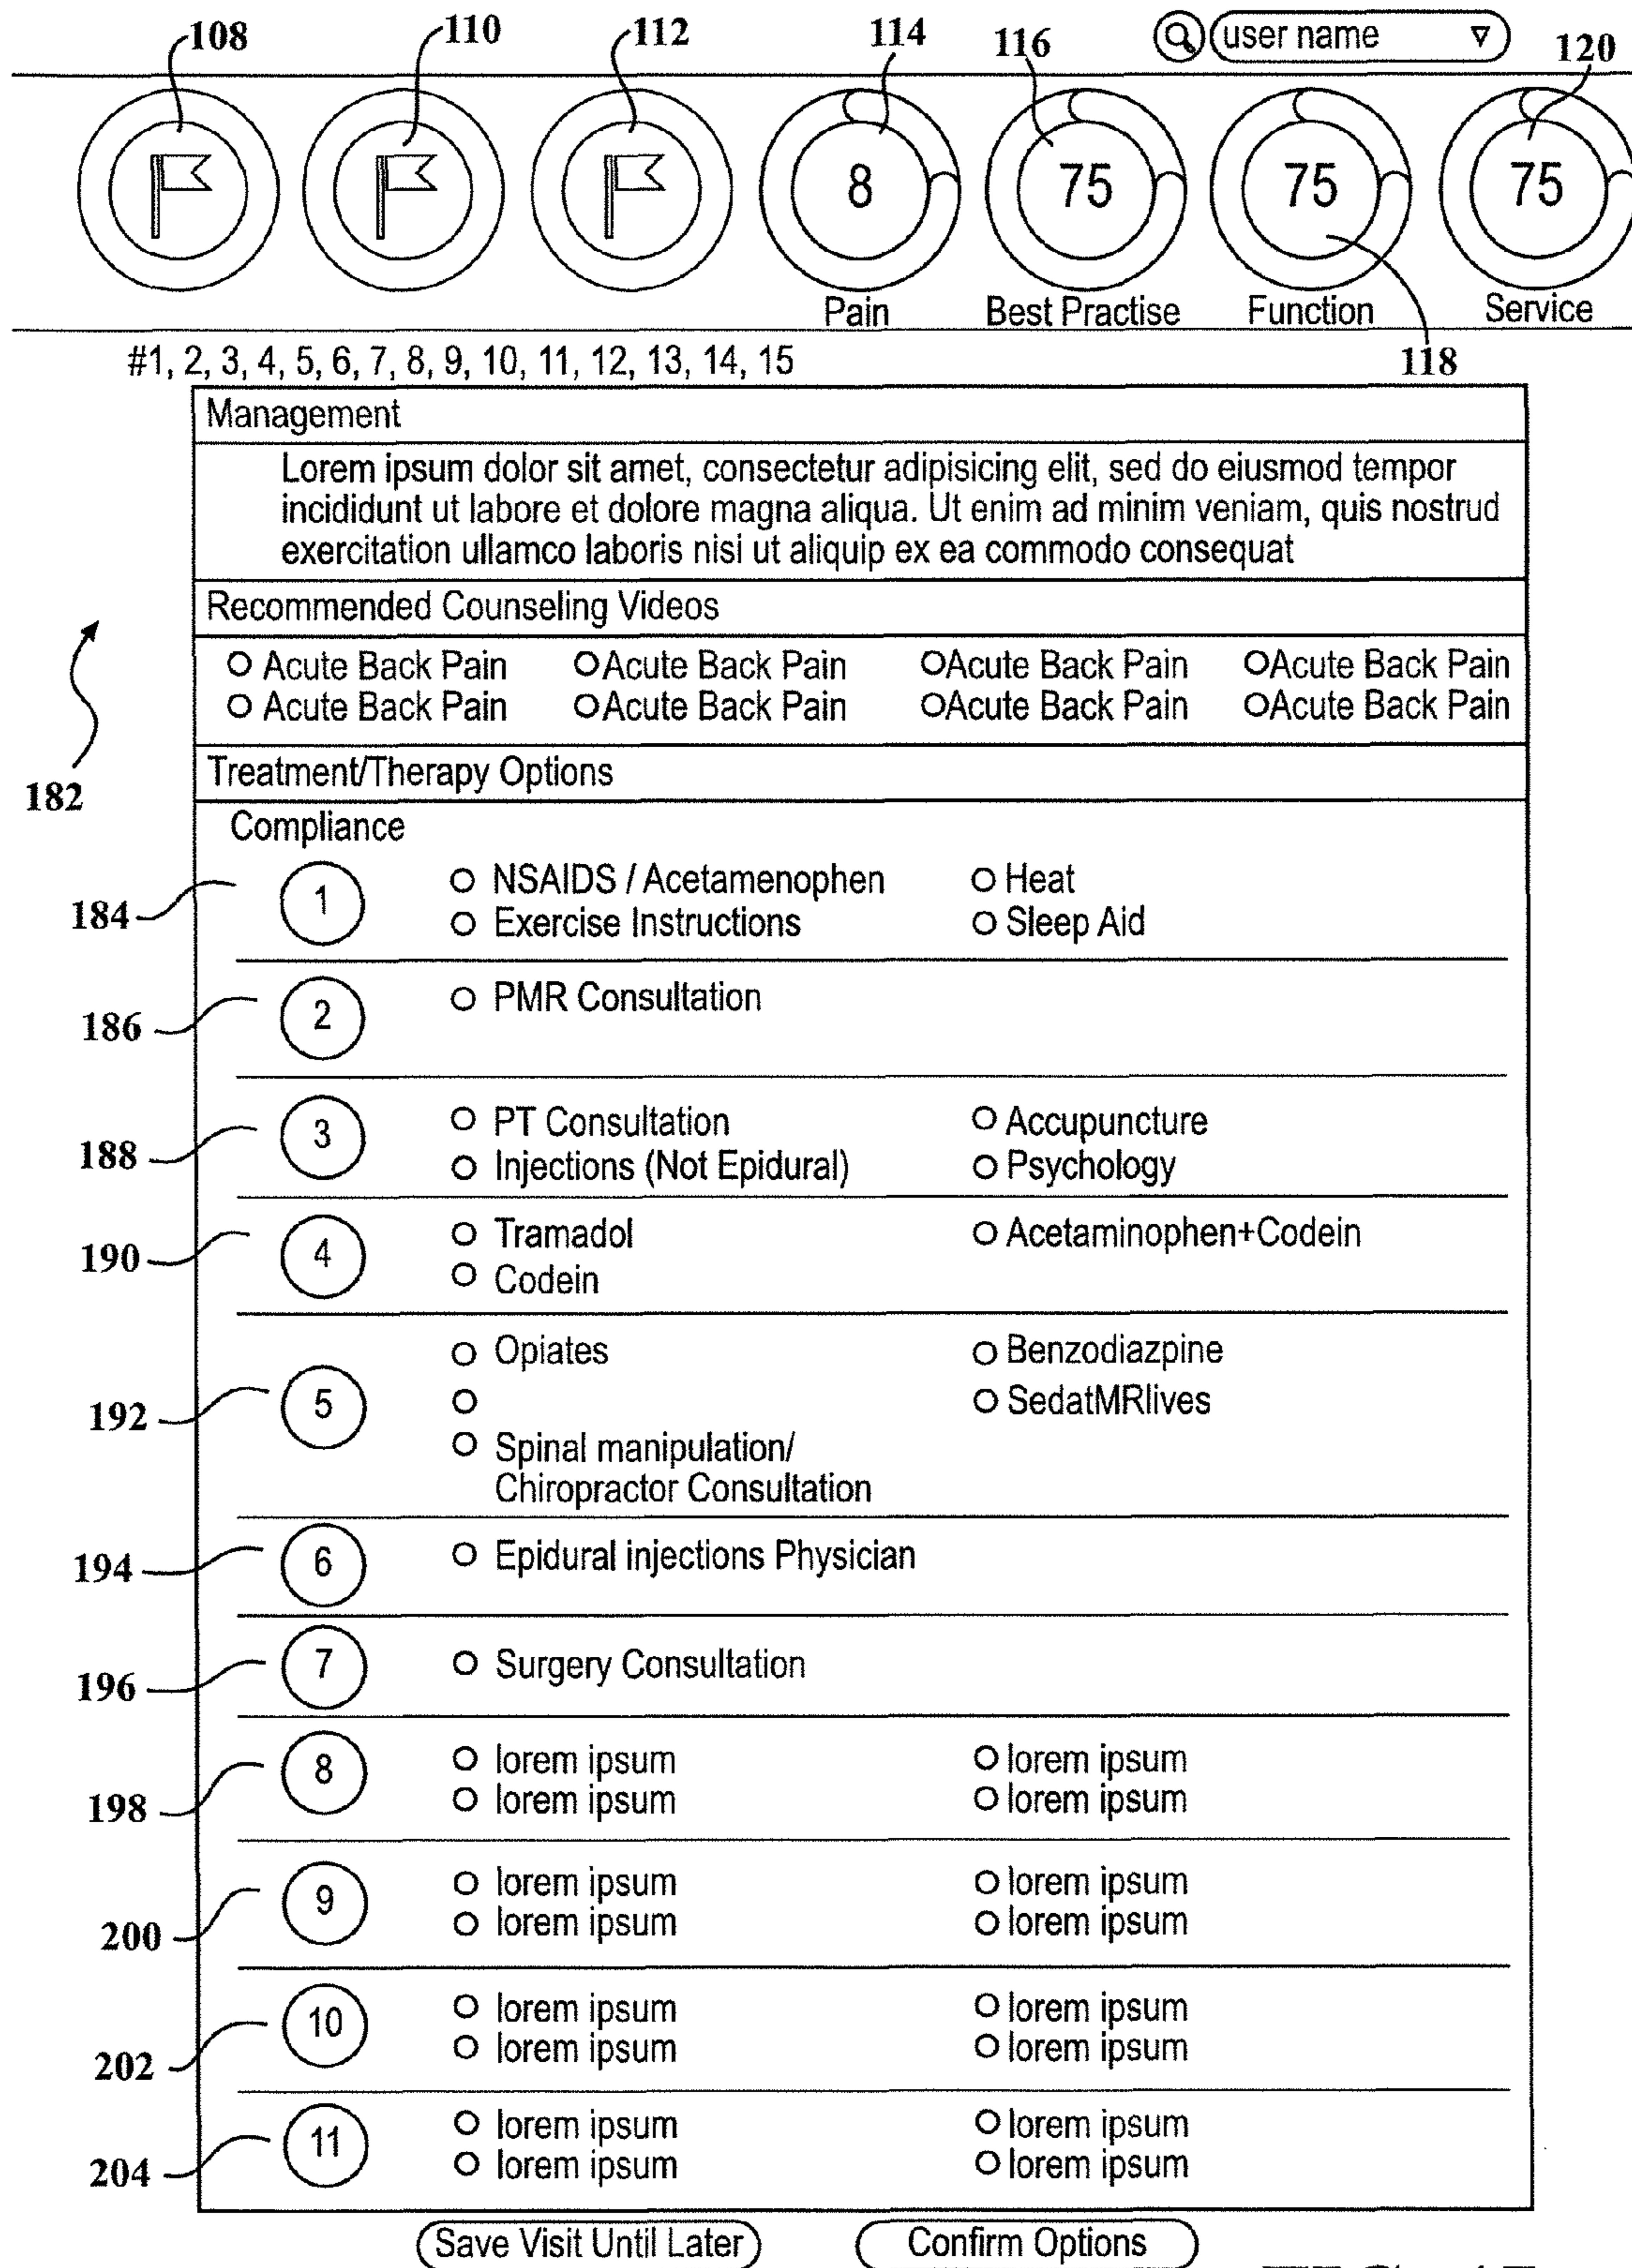 108 110 112 114 116 user name 120
8 75 75 75
Pain Best Practise Function Service
#1, 2, 3, 4, 5, 6, 7, 8, 9, 10, 11, 12, 13, 14, 15 118
Management
Lorem ipsum dolor sit amet, consectetur adipisicing elit, sed do eiusmod tempor
incididunt ut labore et dolore magna aliqua. Ut enim ad minim veniam, quis nostrud
exercitation ullamco laboris nisi ut aliquip ex ea commodo consequat
Recommended Counseling Videos
Acute Back Pain Acute Back Pain Acute Back Pain Acute Back Pain
Acute Back Pain Acute Back Pain Acute Back Pain Acute Back Pain
182
Treatment/Therapy Options
Compliance
184 1 NSAIDS / Acetamenophen Heat
Exercise Instructions Sleep Aid
186 2 PMR Consultation
188 3 PT Consultation Accupuncture
Injections (Not Epidural) Psychology
190 4 Tramadol Acetaminophen+Codein
Codein
192 5 Opiates Benzodiazpine
SedatMRlives
Spinal manipulation/
Chiropractor Consultation
194 6 Epidural injections Physician
196 7 Surgery Consultation
198 8 lorem ipsum lorem ipsum
lorem ipsum lorem ipsum
200 9 lorem ipsum lorem ipsum
lorem ipsum lorem ipsum
202 10 lorem ipsum lorem ipsum
lorem ipsum lorem ipsum
204 11 lorem ipsum lorem ipsum
lorem ipsum lorem ipsum
Save Visit Until Later Confirm Options